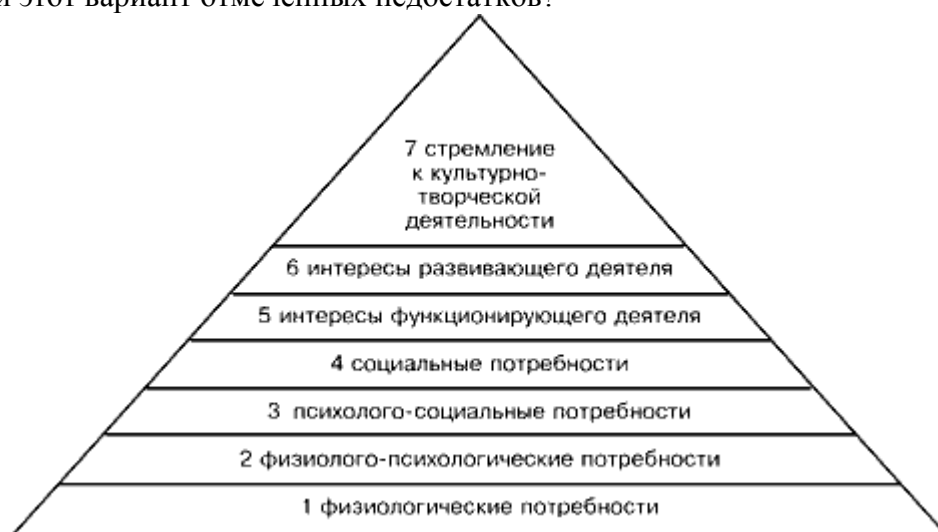 этот вариант отмеченных недостатков?
7 стремление
к культурно-
творческой
деятельности
6 интересы развивающего деятеля
5 интересы функционирующего деятеля
4 социальные потребности
3 психолого-социальные потребности
2 физиолого-психологические потребности
1 физиологические потребности